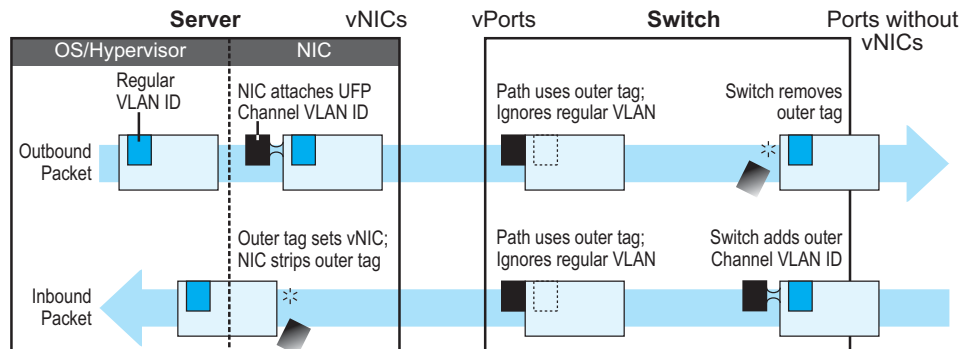 Server
vNICs
vPorts
Switch
Ports without
vNICs
OS/Hypervisor
NIC
Regular
VLAN ID
NIC attaches UFP
Channel VLAN ID
Path uses outer tag;
Ignores regular VLAN
Switch removes
outer tag
Outbound
Packet
Outer tag sets vNIC;
NIC strips outer tag
Path uses outer tag;
Ignores regular VLAN
Switch adds outer
Channel VLAN ID
Inbound
Packet